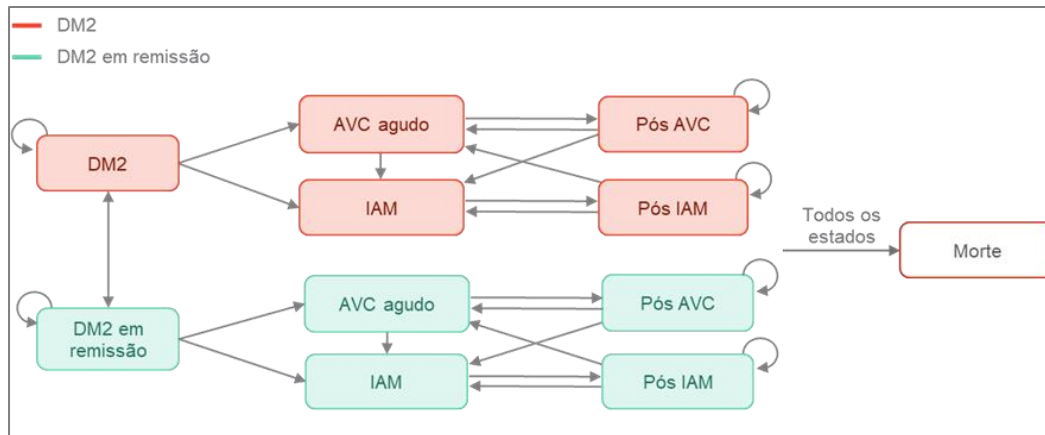 DM2
DM2 em remissão
AVC agudo
Pós AVC
DM2
IAM
Pós IAM
Todos os
estados
Morte
AVC agudo
Pós AVC
DM2 em
remissão
IAM
Pós IAM